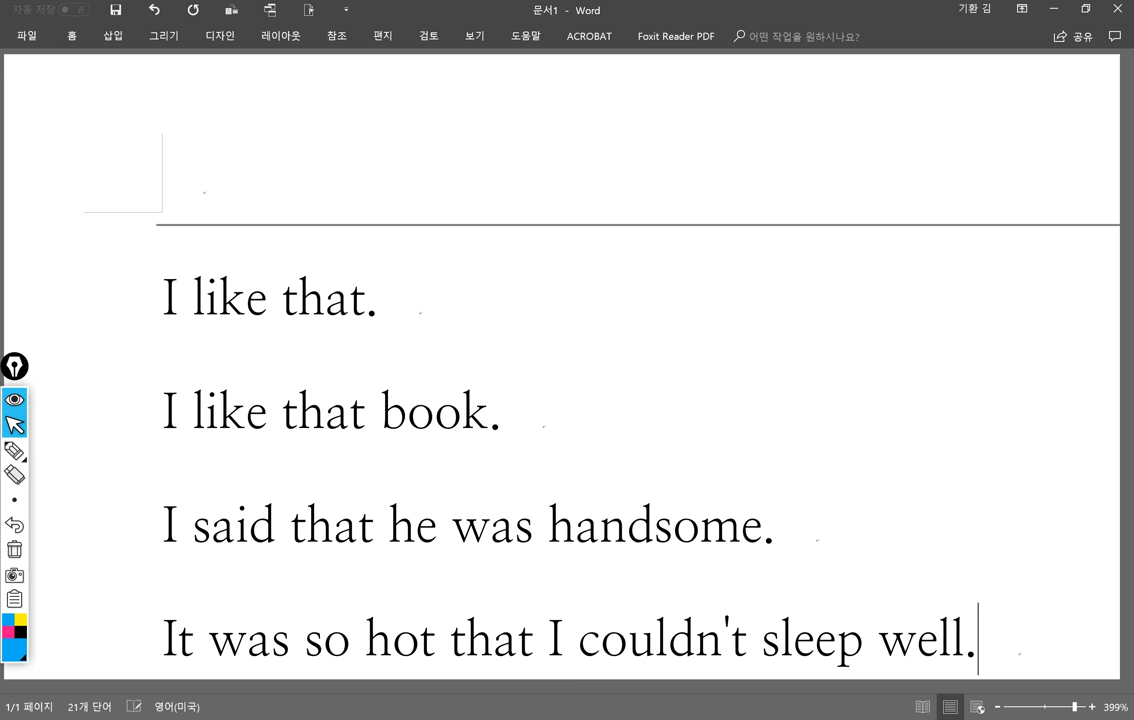 자동 저장
문서1 - Word
기환 김
파일 홈 삽입 그리기 디자인 레이아웃 참조 편지 검토 보기 도움말 ACROBAT Foxit Reader PDF 어떤 작업을 원하시나요? 공유
I like that.
I like that book.
I said that he was handsome.
It was so hot that I couldn't sleep well.
1/1 페이지 21개 단어 영어(미국) 399%